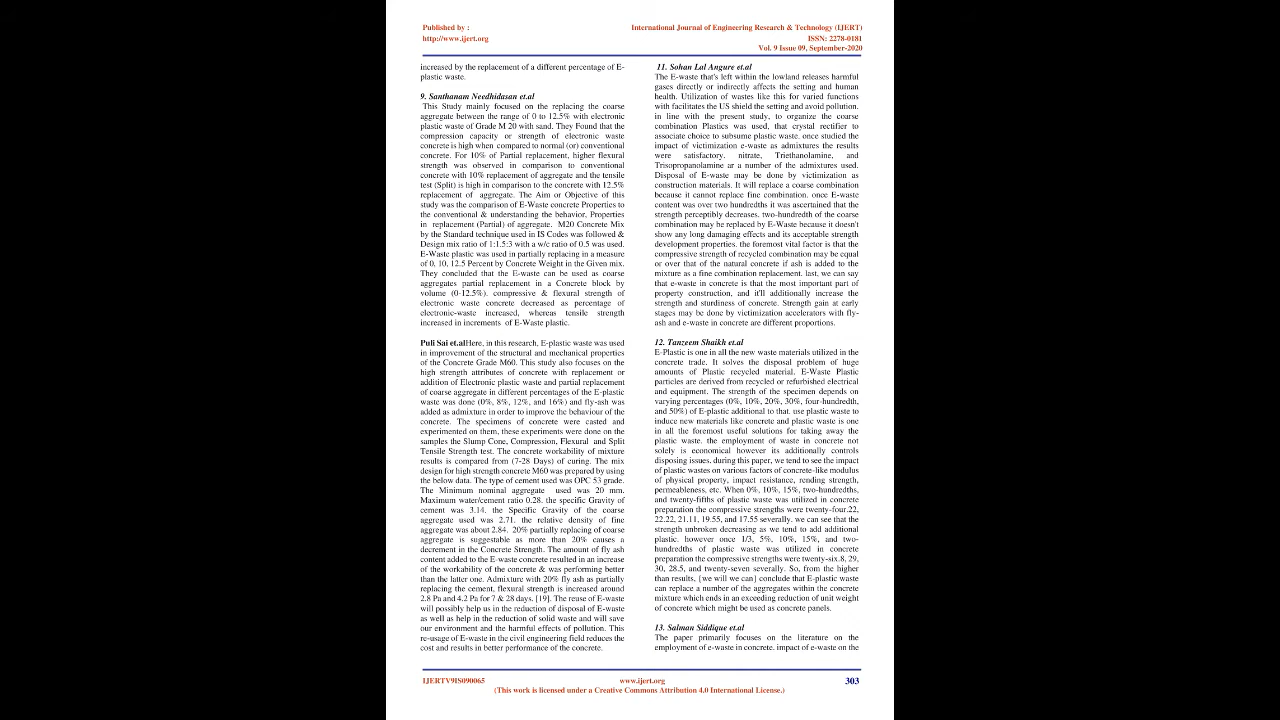 Published by :
http://www.ijert.org
International Journal of Engineering Research & Technology (IJERT)
ISSN: 2278-0181
Vol. 9 Issue 09, September-2020
increased by the replacement of a different percentage of E-
plastic waste.
9. Santhanam Needhidasan et.al
This Study mainly focused on the replacing the coarse
aggregate between the range of 0 to 12.5% with electronic
plastic waste of Grade M 20 with sand. They Found that the
compression capacity or strength of electronic waste
concrete is high when compared to normal (or) conventional
concrete. For 10% of Partial replacement, higher flexural
strength was observed in comparison to conventional
concrete with 10% replacement of aggregate and the tensile
test (Split) is high in comparison to the concrete with 12.5%
replacement of aggregate. The Aim or Objective of this
study was the comparison of E-Waste concrete Properties to
the conventional & understanding the behavior, Properties
in replacement (Partial) of aggregate. M20 Concrete Mix
by the Standard technique used in IS Codes was followed &
Design mix ratio of 1:1.5:3 with a w/c ratio of 0.5 was used.
E-Waste plastic was used in partially replacing in a measure
of 0, 10, 12.5 Percent by Concrete Weight in the Given mix.
They concluded that the E-waste can be used as coarse
aggregates partial replacement in a Concrete block by
volume (0-12.5%). compressive & flexural strength of
electronic waste concrete decreased as percentage of
electronic-waste increased, whereas tensile strength
increased in increments of E-Waste plastic.
Puli Sai et.alHere, in this research, E-plastic waste was used
in improvement of the structural and mechanical properties
of the Concrete Grade M60. This study also focuses on the
high strength attributes of concrete with replacement or
addition of Electronic plastic waste and partial replacement
of coarse aggregate in different percentages of the E-plastic
waste was done (0%, 8%, 12%, and 16%) and fly-ash was
added as admixture in order to improve the behaviour of the
concrete. The specimens of concrete were casted and
experimented on them, these experiments were done on the
samples the Slump Cone, Compression, Flexural and Split
Tensile Strength test. The concrete workability of mixture
results is compared from (7-28 Days) of curing. The mix
design for high strength concrete M60 was prepared by using
the below data. The type of cement used was OPC 53 grade.
The Minimum nominal aggregate used was 20 mm.
Maximum water/cement ratio 0.28. the specific Gravity of
cement was 3.14. the Specific Gravity of the coarse
aggregate used was 2.71. the relative density of fine
aggregate was about 2.84. 20% partially replacing of coarse
aggregate is suggestable as more than 20% causes a
decrement in the Concrete Strength. The amount of fly ash
content added to the E-waste concrete resulted in an increase
of the workability of the concrete & was performing better
than the latter one. Admixture with 20% fly ash as partially
replacing the cement, flexural strength is increased around
2.8 Pa and 4.2 Pa for 7 & 28 days. [19]. The reuse of E-waste
will possibly help us in the reduction of disposal of E-waste
as well as help in the reduction of solid waste and will save
our environment and the harmful effects of pollution. This
re-usage of E-waste in the civil engineering field reduces the
cost and results in better performance of the concrete.
11. Sohan Lal Angure et.al
The E-waste that's left within the lowland releases harmful
gases directly or indirectly affects the setting and human
health. Utilization of wastes like this for varied functions
with facilitates the US shield the setting and avoid pollution.
in line with the present study, to organize the coarse
combination Plastics was used, that crystal rectifier to
associate choice to subsume plastic waste. once studied the
impact of victimization e-waste as admixtures the results
were satisfactory. nitrate, Triethanolamine, and
Trisopropanolamine ar a number of the admixtures used.
Disposal of E-waste may be done by victimization as
construction materials. It will replace a coarse combination
because it cannot replace fine combination. once E-waste
content was over two hundredths it was ascertained that the
strength perceptibly decreases. two-hundredth of the coarse
combination may be replaced by E-Waste because it doesn't
show any long damaging effects and its acceptable strength
development properties. the foremost vital factor is that the
compressive strength of recycled combination may be equal
or over that of the natural concrete if ash is added to the
mixture as a fine combination replacement. last, we can say
that e-waste in concrete is that the most important part of
property construction, and it'll additionally increase the
strength and sturdiness of concrete. Strength gain at early
stages may be done by victimization accelerators with fly-
ash and e-waste in concrete are different proportions.
12. Tanzeem Shaikh et.al
E-Plastic is one in all the new waste materials utilized in the
concrete trade. It solves the disposal problem of huge
amounts of Plastic recycled material. E-Waste Plastic
particles are derived from recycled or refurbished electrical
and equipment. The strength of the specimen depends on
varying percentages (0%, 10%, 20%, 30%, four-hundredth,
and 50%) of E-plastic additional to that. use plastic waste to
induce new materials like concrete and plastic waste is one
in all the foremost useful solutions for taking away the
plastic waste. the employment of waste in concrete not
solely is economical however its additionally controls
disposing issues. during this paper, we tend to see the impact
of plastic wastes on various factors of concrete-like modulus
of physical property, impact resistance, rending strength,
permeableness, etc. When 0%, 10%, 15%, two-hundredths,
and twenty-fifths of plastic waste was utilized in concrete
preparation the compressive strengths were twenty-four.22,
22.22, 21.11, 19.55, and 17.55 severally. we can see that the
strength unbroken decreasing as we tend to add additional
plastic. however once 1/3, 5%, 10%, 15%, and two-
hundredths of plastic waste was utilized in concrete
preparation the compressive strengths were twenty-six.8, 29,
30, 28.5, and twenty-seven severally. So, from the higher
than results, {we will we can} conclude that E-plastic waste
can replace a number of the aggregates within the concrete
mixture which ends in an exceeding reduction of unit weight
of concrete which might be used as concrete panels.
13. Salman Siddique et.al
The paper primarily focuses on the literature on the
employment of e-waste in concrete. impact of e-waste on the
IJERTV9IS090065
www.ijert.org
303
(This work is licensed under a Creative Commons Attribution 4.0 International License.)